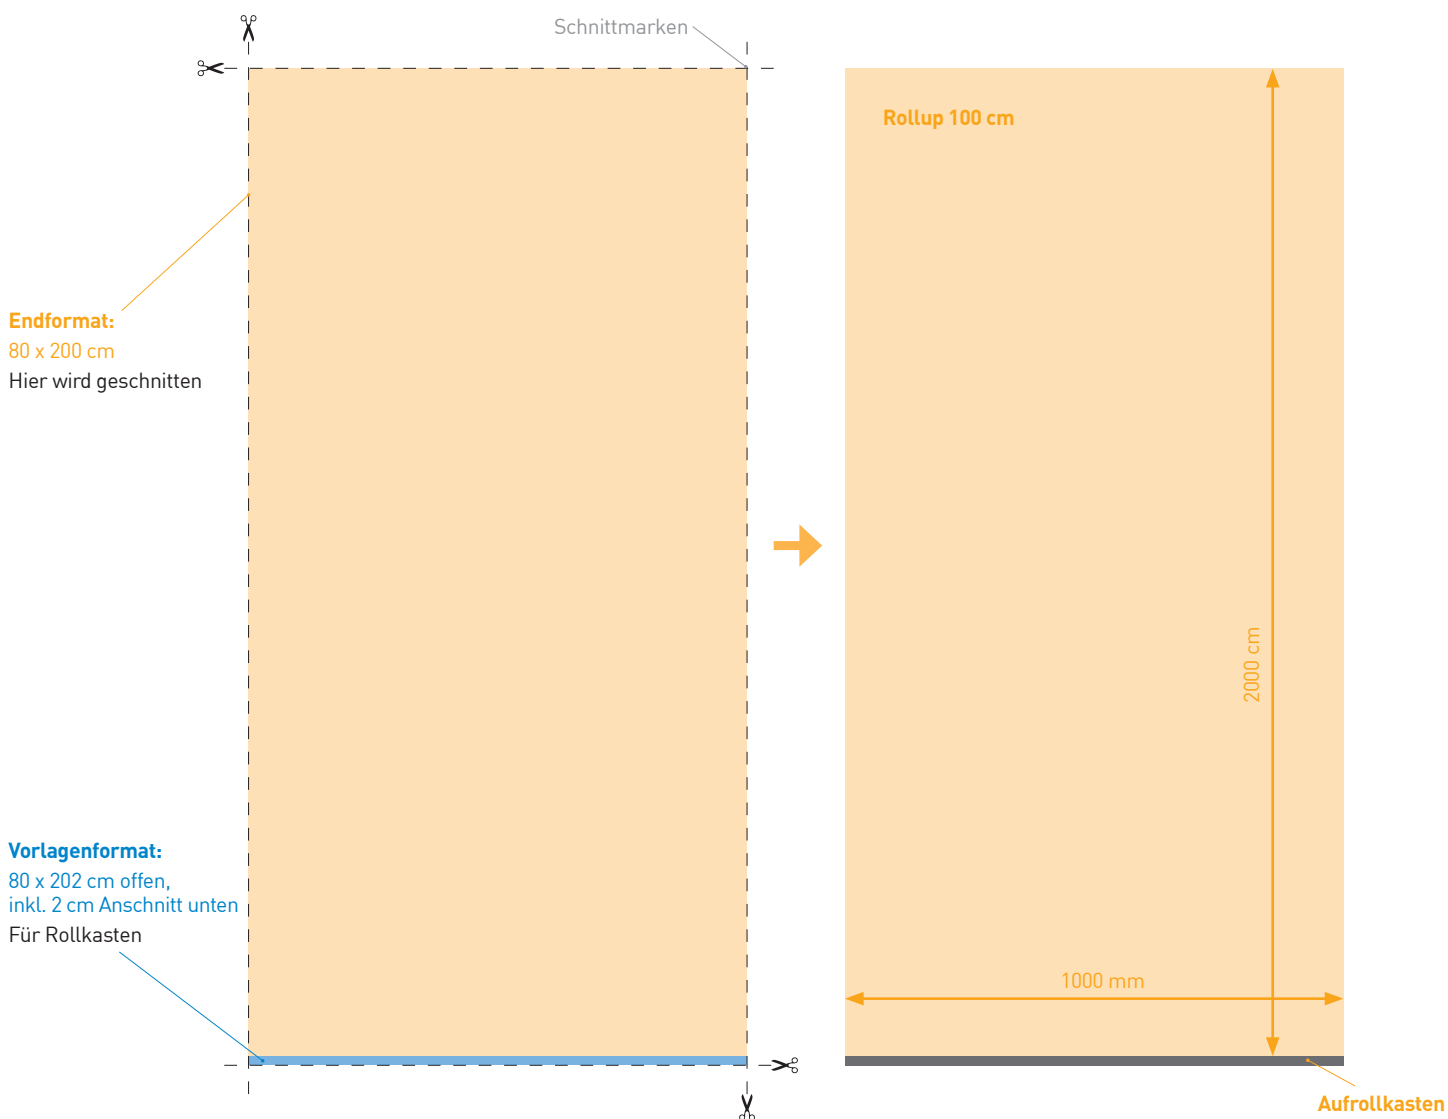 Schnittmarken
Endformat:
80 x 200 cm
Hier wird geschnitten
Vorlagenformat:
80 x 202 cm offen,
inkl. 2 cm Anschnitt unten
Für Rollkasten
Rollup 100 cm
2000 cm
1000 mm
Aufrollkasten